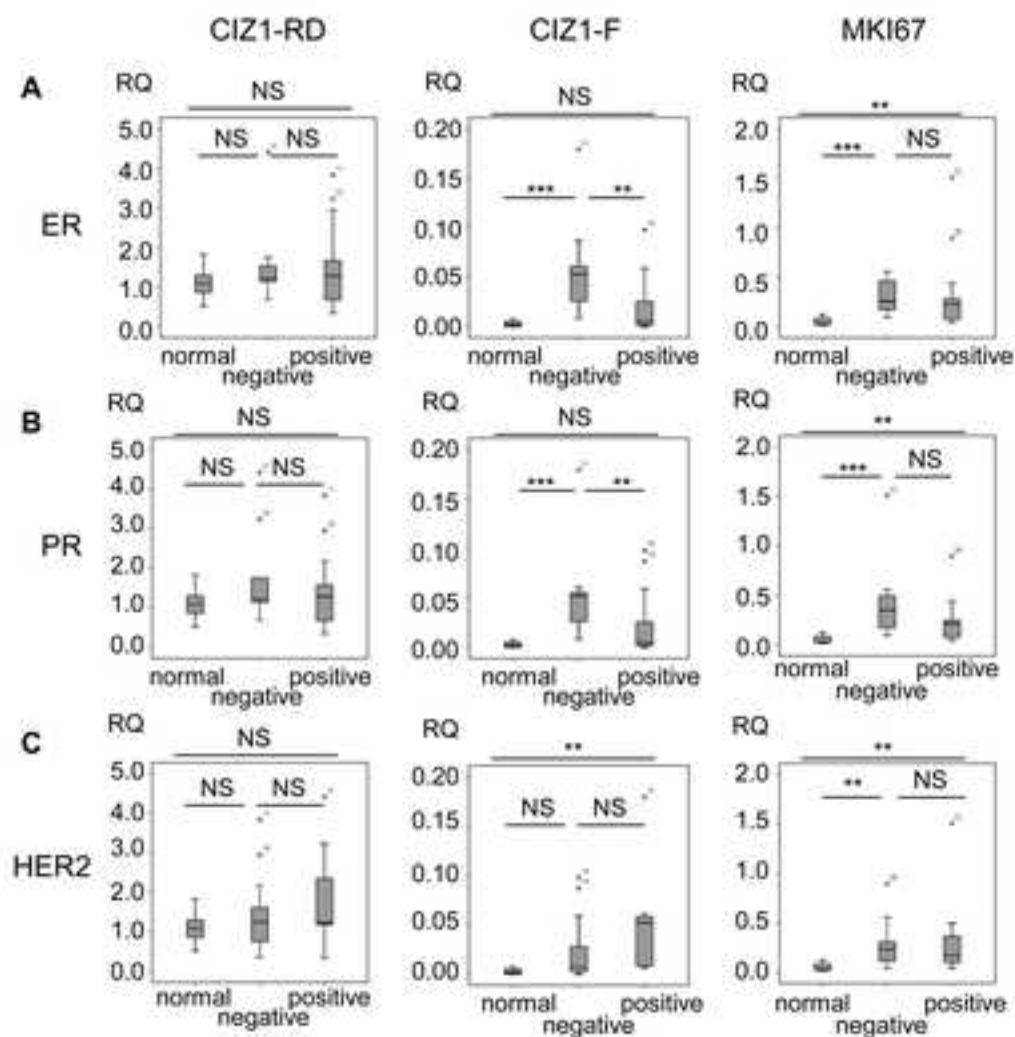 CIZ1-RD CIZ1-F MKI67
A RQ RQ RQ
NS NS **
5.0 0.20 2.0
NS NS *** ** *** NS
4.0 0.15 1.5
3.0 0.10 1.0
ER
2.0 0.05 0.5
1.0
0.0 0.00 0.0
normal positive normal positive normal positive
negative negative negative
B RQ RQ RQ
NS NS **
5.0 0.20 2.0
NS NS *** ** *** NS
4.0 0.15 1.5
3.0 0.10 1.0
PR
2.0 0.05 0.5
1.0
0.0 0.00 0.0
normal positive normal positive normal positive
negative negative negative
C RQ RQ RQ
NS ** **
5.0 0.20 2.0
NS NS NS NS ** NS
4.0 0.15 1.5
3.0 0.10 1.0
HER2
2.0 0.05 0.5
1.0
0.0 0.00 0.0
normal positive normal positive normal positive
negative negative negative